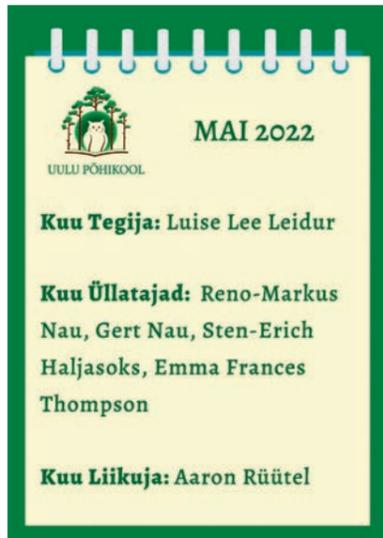 MAI 2022
UULU PÕHIKOOL
Kuu Tegija: Luise Lee Leidur
Kuu Üllatajad: Reno-Markus
Nau, Gert Nau, Sten-Erich
Haljasoks, Emma Frances
Thompson
Kuu Liikuja: Aaron Rüütel